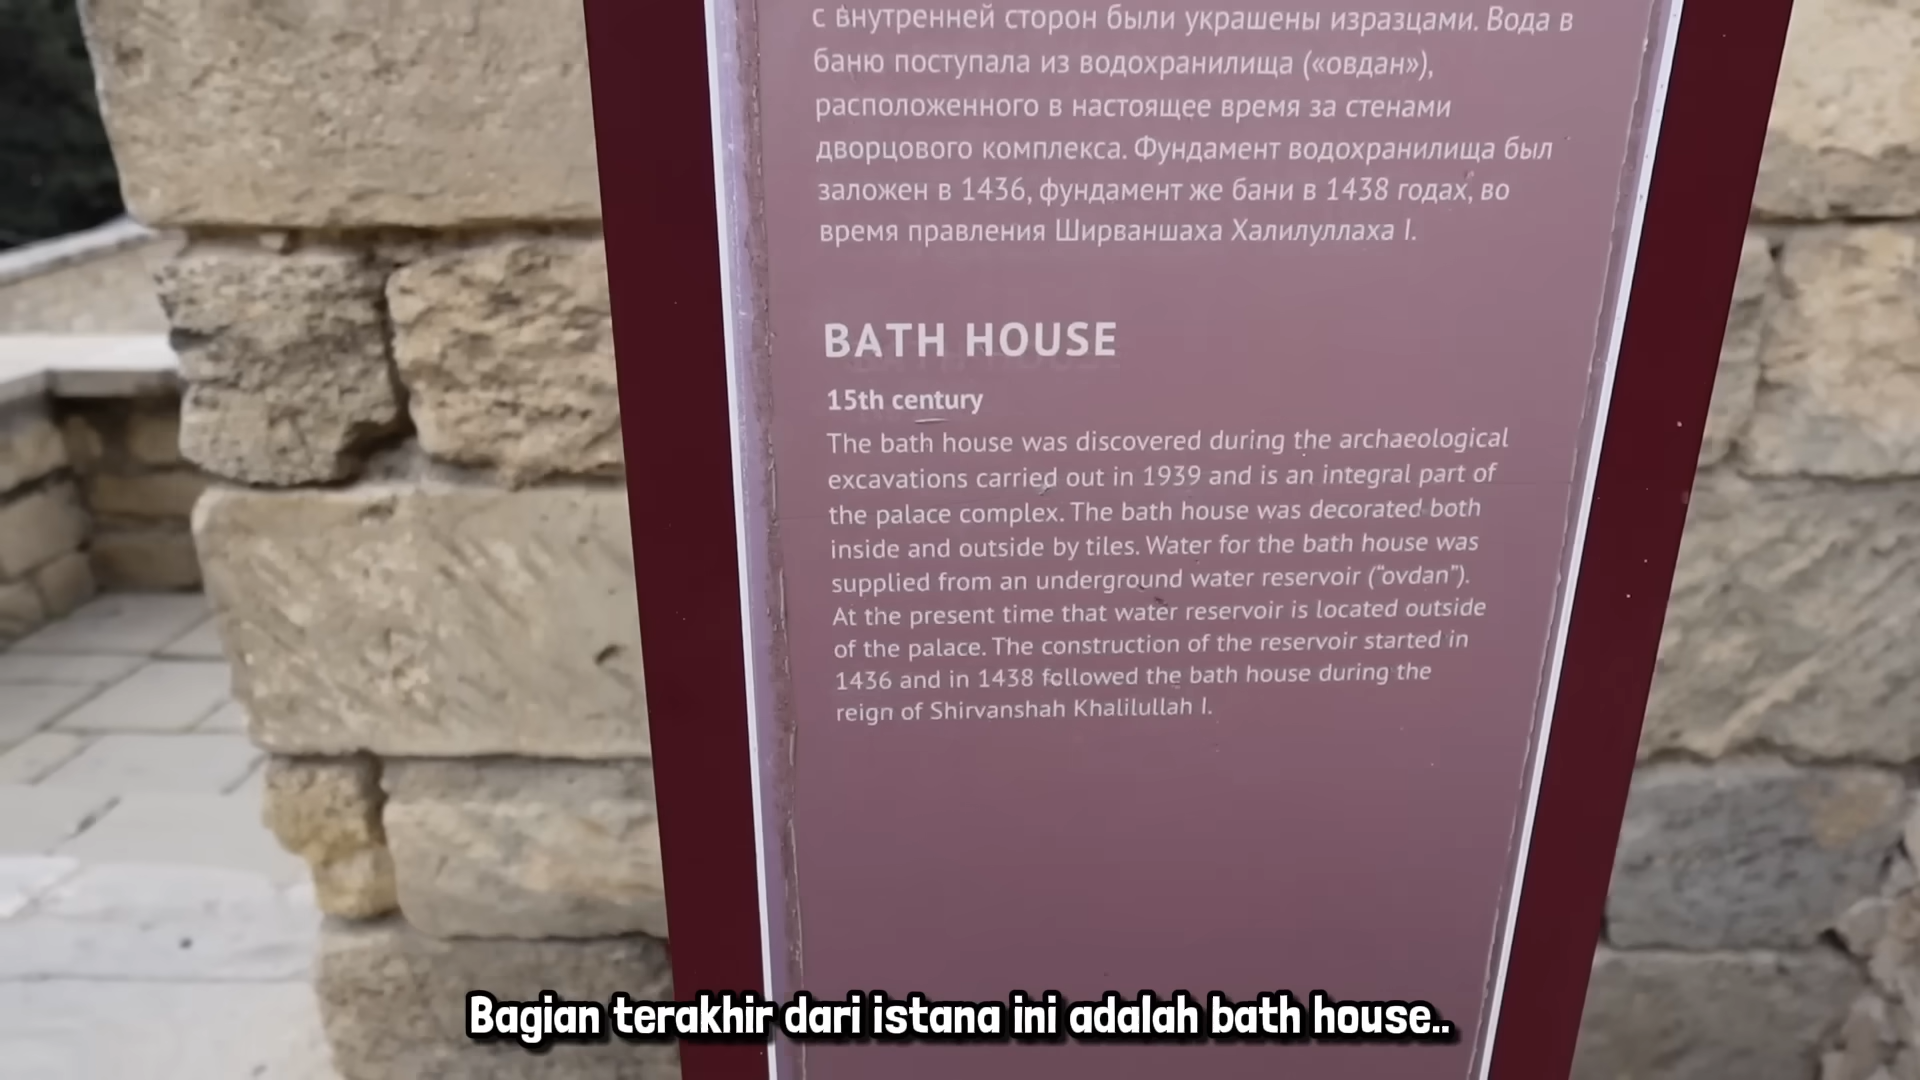 с внутренней сторон были украшены изразцами. Вода в
баню поступала из водохранилища («овдан»),
расположенного в настоящее время за стенами
дворцового комплекса. Фундамент водохранилища был
заложен в 1436, фундамент же бани в 1438 годах, во
время правления Ширваншаха Халилуллаха I.
BATH HOUSE
15th century
The bath house was discovered during the archaeological
excavations carried out in 1939 and is an integral part of
the palace complex. The bath house was decorated both
inside and outside by tiles. Water for the bath house was
supplied from an underground water reservoir (“ovdan”).
At the present time that water reservoir is located outside
of the palace. The construction of the reservoir started in
1436 and in 1438 followed the bath house during the
reign of Shirvanshah Khalilullah I.
Bagian terakhir dari istana ini adalah bath house..